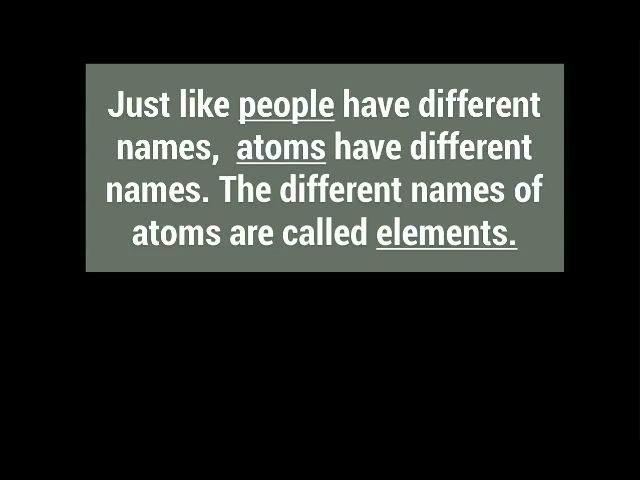 Just like people have different
names, atoms have different
names. The different names of
atoms are called elements.